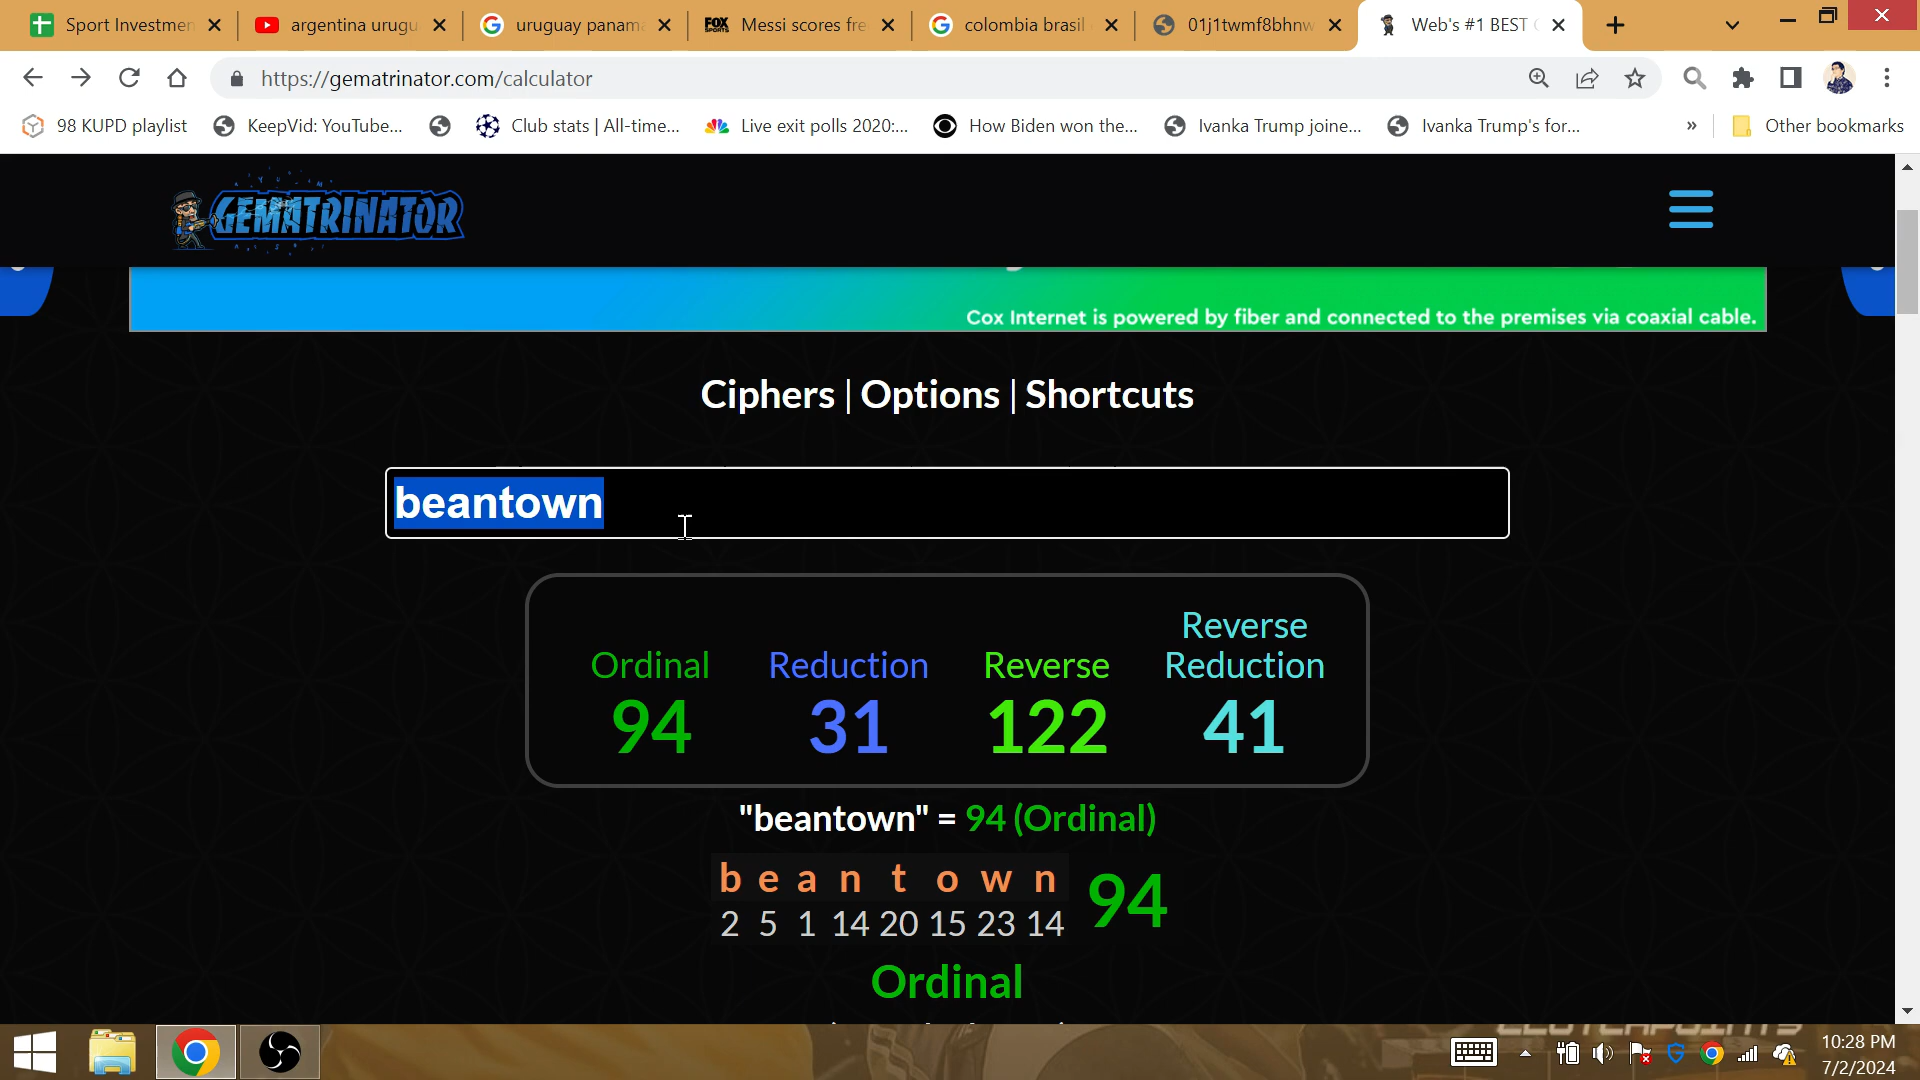 Sport Investmen
argentina urugu
uruguay panam
Messi scores fre
colombia brasil
01j1twmf8bhnw
Web's #1 BEST
https://gematrinator.com/calculator
98 KUPD playlist
KeepVid: YouTube...
Club stats | All-time...
Live exit polls 2020:...
How Biden won the...
Ivanka Trump joine...
Ivanka Trump's for...
»
Other bookmarks
GEMATRINATOR
Cox Internet is powered by fiber and connected to the premises via coaxial cable.
Ciphers | Options | Shortcuts
beantown
Ordinal Reduction Reverse Reverse Reduction
94 31 122 41
"beantown" = 94 (Ordinal)
b e a n t o w n
2 5 1 14 20 15 23 14
94
Ordinal
10:28 PM
7/2/2024